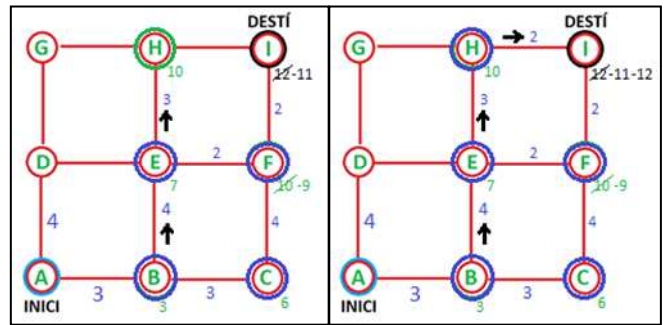 DESTÍ
G H I
10 12-11
3 2
D E 2 F
7 10-9
4 4 4
A B C
INICI 3 3 3 6
DESTÍ
G H 2 I
10 12-11-12
3 2
D E 2 F
7 10-9
4 4 4
A B C
INICI 3 3 3 6